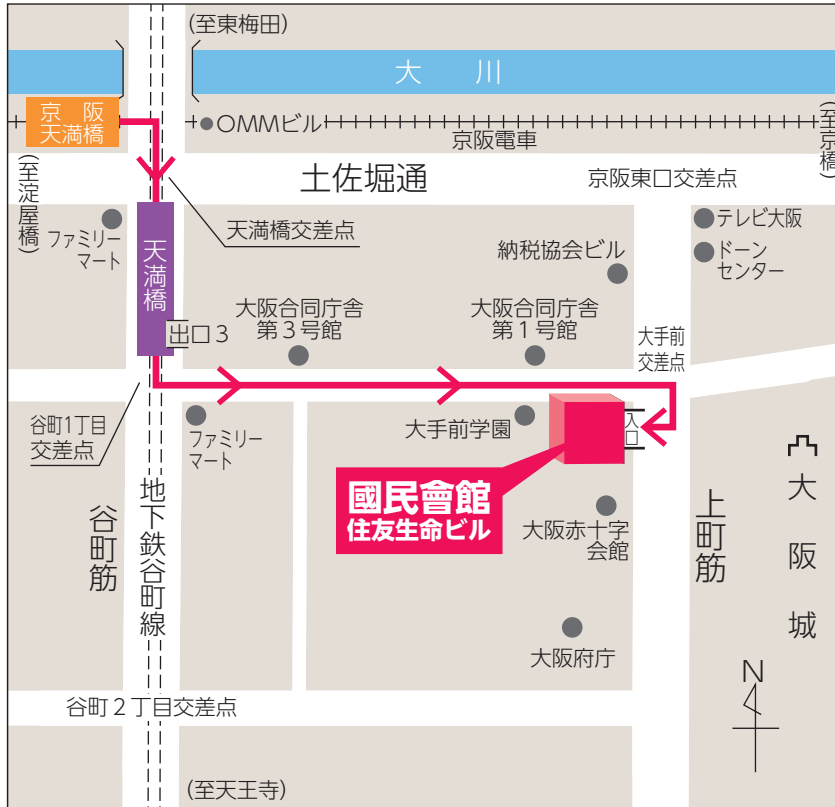 (至東梅田)
大川
京阪
天満橋
OMMビル
京阪電車
(至京橋)
(至淀屋橋)
土佐堀通
京阪東口交差点
ファミリー
マート
天満橋
天満橋交差点
テレビ大阪
納税協会ビル
ドーン
センター
出口3
大阪合同庁舎
第3号館
大阪合同庁舎
第1号館
大手前
交差点
谷町1丁目
交差点
ファミリー
マート
大手前学園
入口
國民會館
住友生命ビル
大阪赤十字
会館
谷町筋
地下鉄谷町線
上町筋
大阪城
大阪府庁
N
谷町2丁目交差点
(至天王寺)